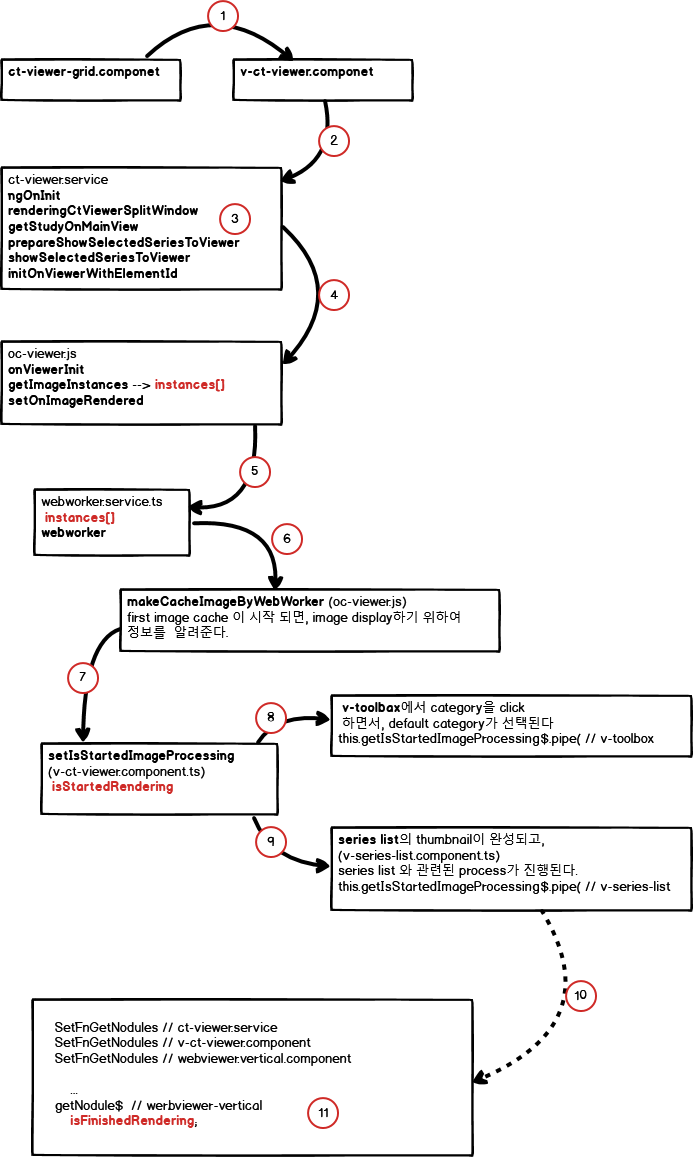 1
ct-viewer-grid.componet
v-ct-viewer.componet
2
ct-viewer.service
ngOnInit
renderingCtViewerSplitWindow
getStudyOnMainView
prepareShowSelectedSeriesToViewer
showSelectedSeriesToViewer
initOnViewerWithElementId
3
4
oc-viewer.js
onViewerInit
getImageInstances --> instances[]
setOnImageRendered
5
webworker.service.ts
instances[]
webworker
6
makeCacheImageByWebWorker (oc-viewer.js)
first image cache 이 시작 되면, image display하기 위하여
정보를 알려준다.
7
setIsStartedImageProcessing
(v-ct-viewer.component.ts)
isStartedRendering
8
v-toolbax에서 category을 click
하면서, default category가 선택된다
this.getIsStartedImageProcessing$.pipe( // v-toolbox
9
series list의 thumbnail이 완성되고,
(v-series-list.component.ts)
series list 와 관련된 process가 진행된다.
this.getIsStartedImageProcessing$.pipe( // v-series-list
10
SetFnGetNodules // ct-viewer.service
SetFnGetNodules // v-ct-viewer.component
SetFnGetNodules // webviewer.vertical.component
...
getNodule$ // werbviewer-vertical
isFinishedRendering;
11